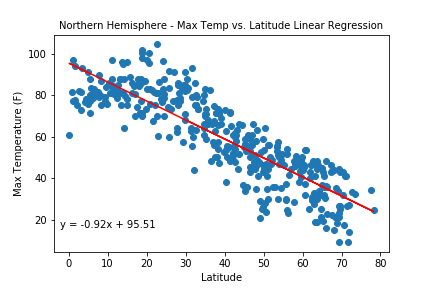 Northern Hemisphere - Max Temp vs. Latitude Linear Regression
Max Temperature (F)
100
80
60
40
20
y = -0.92x + 95.51
0 10 20 30 40 50 60 70 80
Latitude